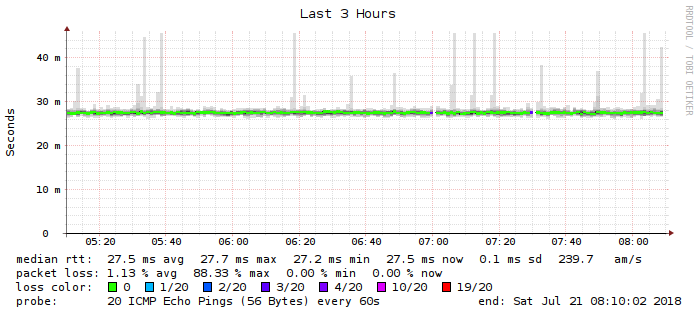 Last 3 Hours
RRDTOOL / TOBI OETIKER
Seconds
40 m
30 m
20 m
10 m
0
05:20 05:40 06:00 06:20 06:40 07:00 07:20 07:40 08:00
median rtt: 27.5 ms avg 27.7 ms max 27.2 ms min 27.5 ms now 0.1 ms sd 239.7 am/s
packet loss: 1.13 % avg 88.33 % max 0.00 % min 0.00 % now
loss color: 0 1/20 2/20 3/20 4/20 10/20 19/20
probe: 20 ICMP Echo Pings (56 Bytes) every 60s end: Sat Jul 21 08:10:02 2018